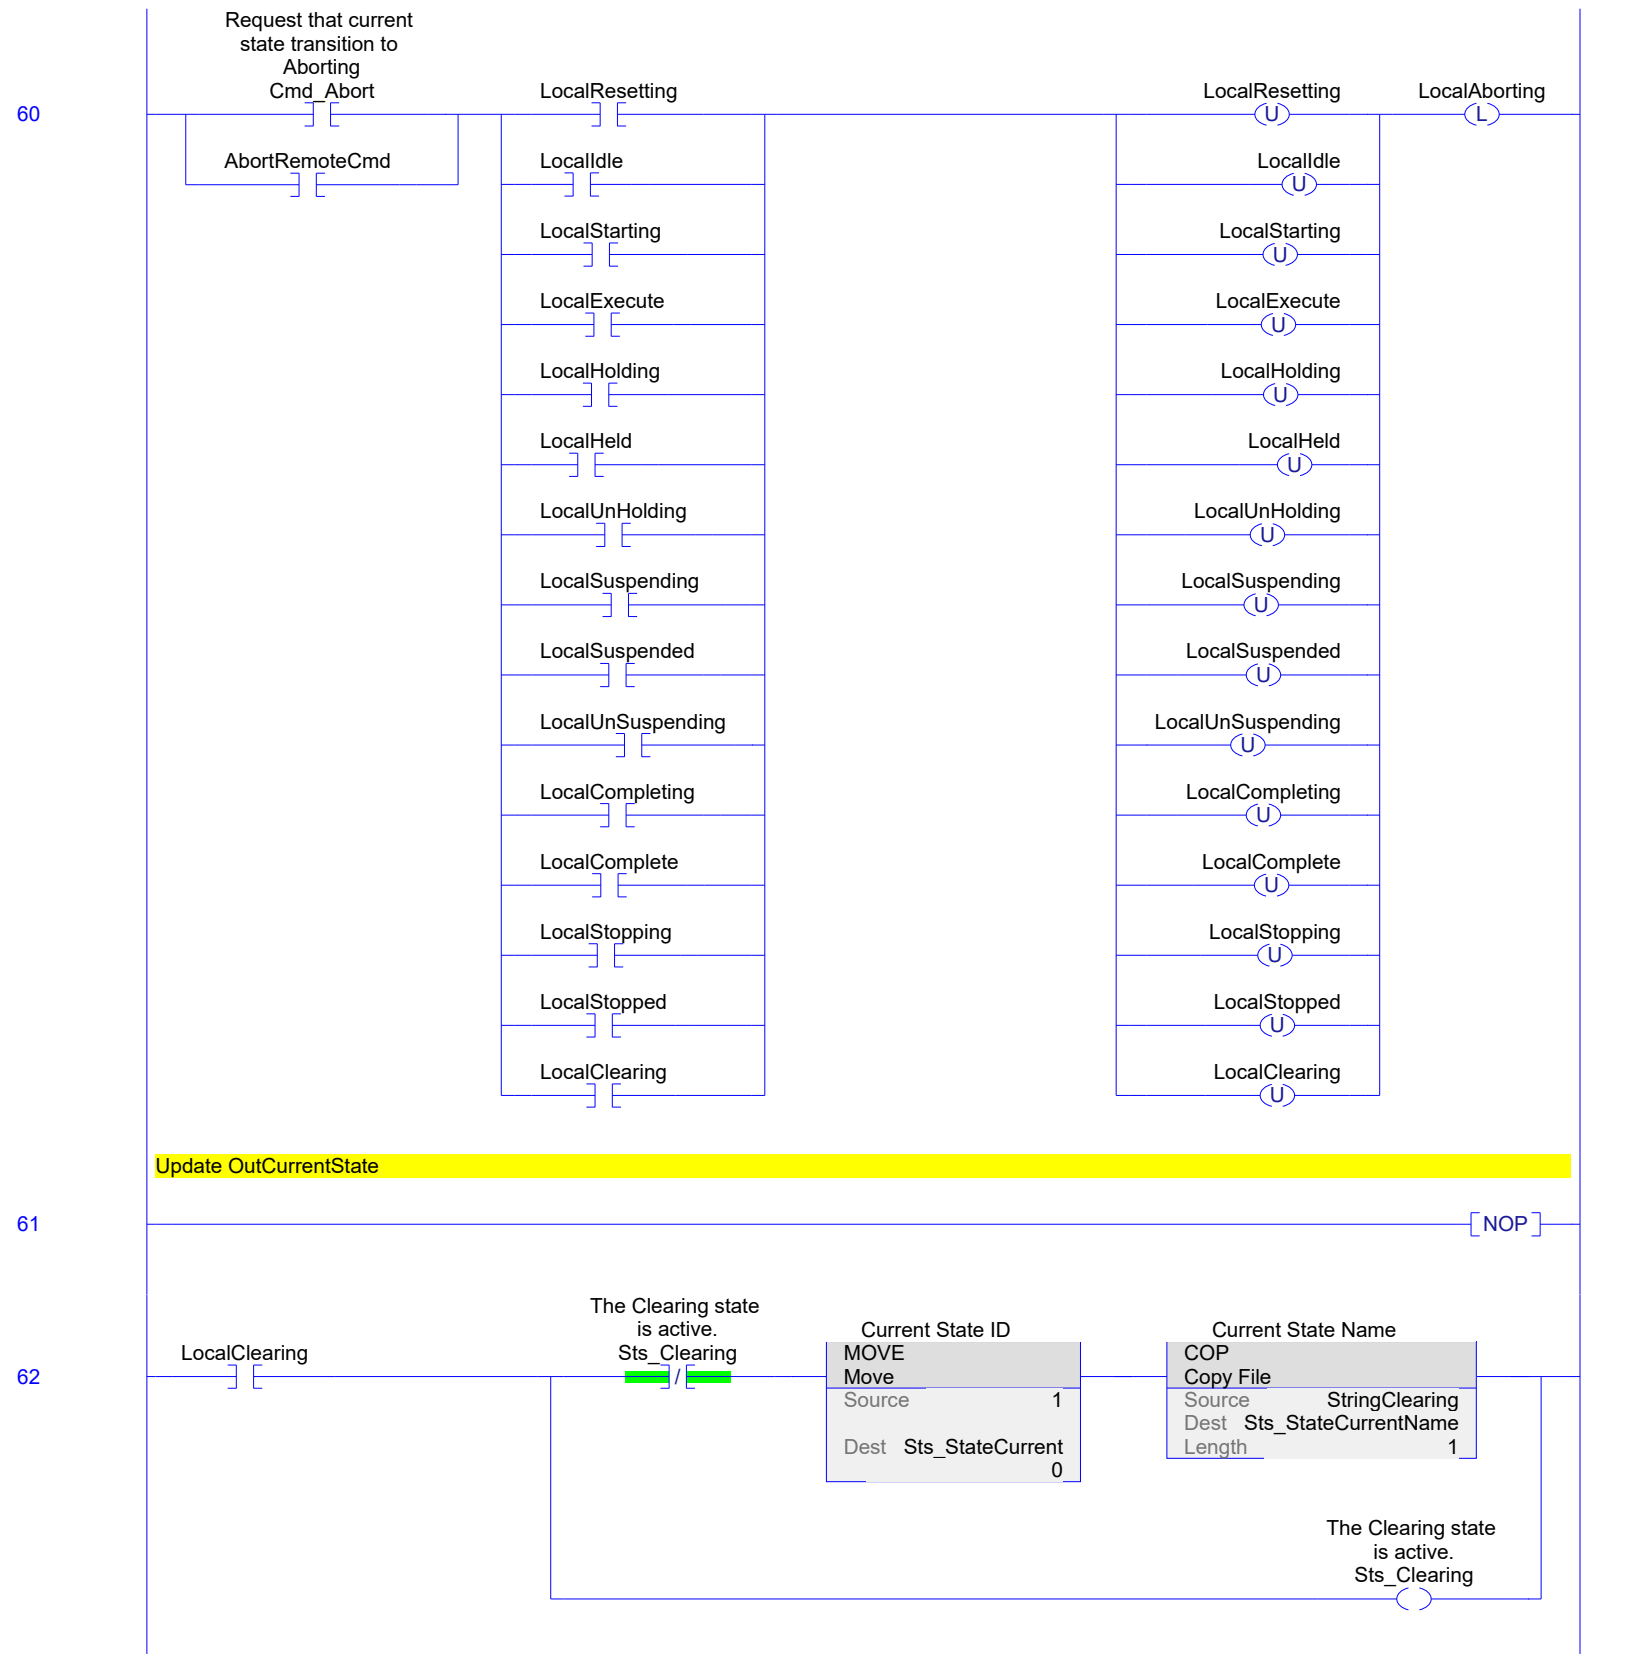 Request that current
state transition to
Aborting
Cmd_Abort
LocalResetting
LocalResetting
LocalAborting
60
U
L
AbortRemoteCmd
LocalIdle
LocalIdle
U
LocalStarting
LocalStarting
U
LocalExecute
LocalExecute
U
LocalHolding
LocalHolding
U
LocalHeld
LocalHeld
U
LocalUnHolding
LocalUnHolding
U
LocalSuspending
LocalSuspending
U
LocalSuspended
LocalSuspended
U
LocalUnSuspending
LocalUnSuspending
U
LocalCompleting
LocalCompleting
U
LocalComplete
LocalComplete
U
LocalStopping
LocalStopping
U
LocalStopped
LocalStopped
U
LocalClearing
LocalClearing
U
Update OutCurrentState
61
NOP
62
LocalClearing
The Clearing state
is active.
Sts_Clearing
/
Current State ID
MOVE
Move
Source 1
Dest Sts_StateCurrent
0
Current State Name
COP
Copy File
Source StringClearing
Dest Sts_StateCurrentName
Length 1
The Clearing state
is active.
Sts_Clearing